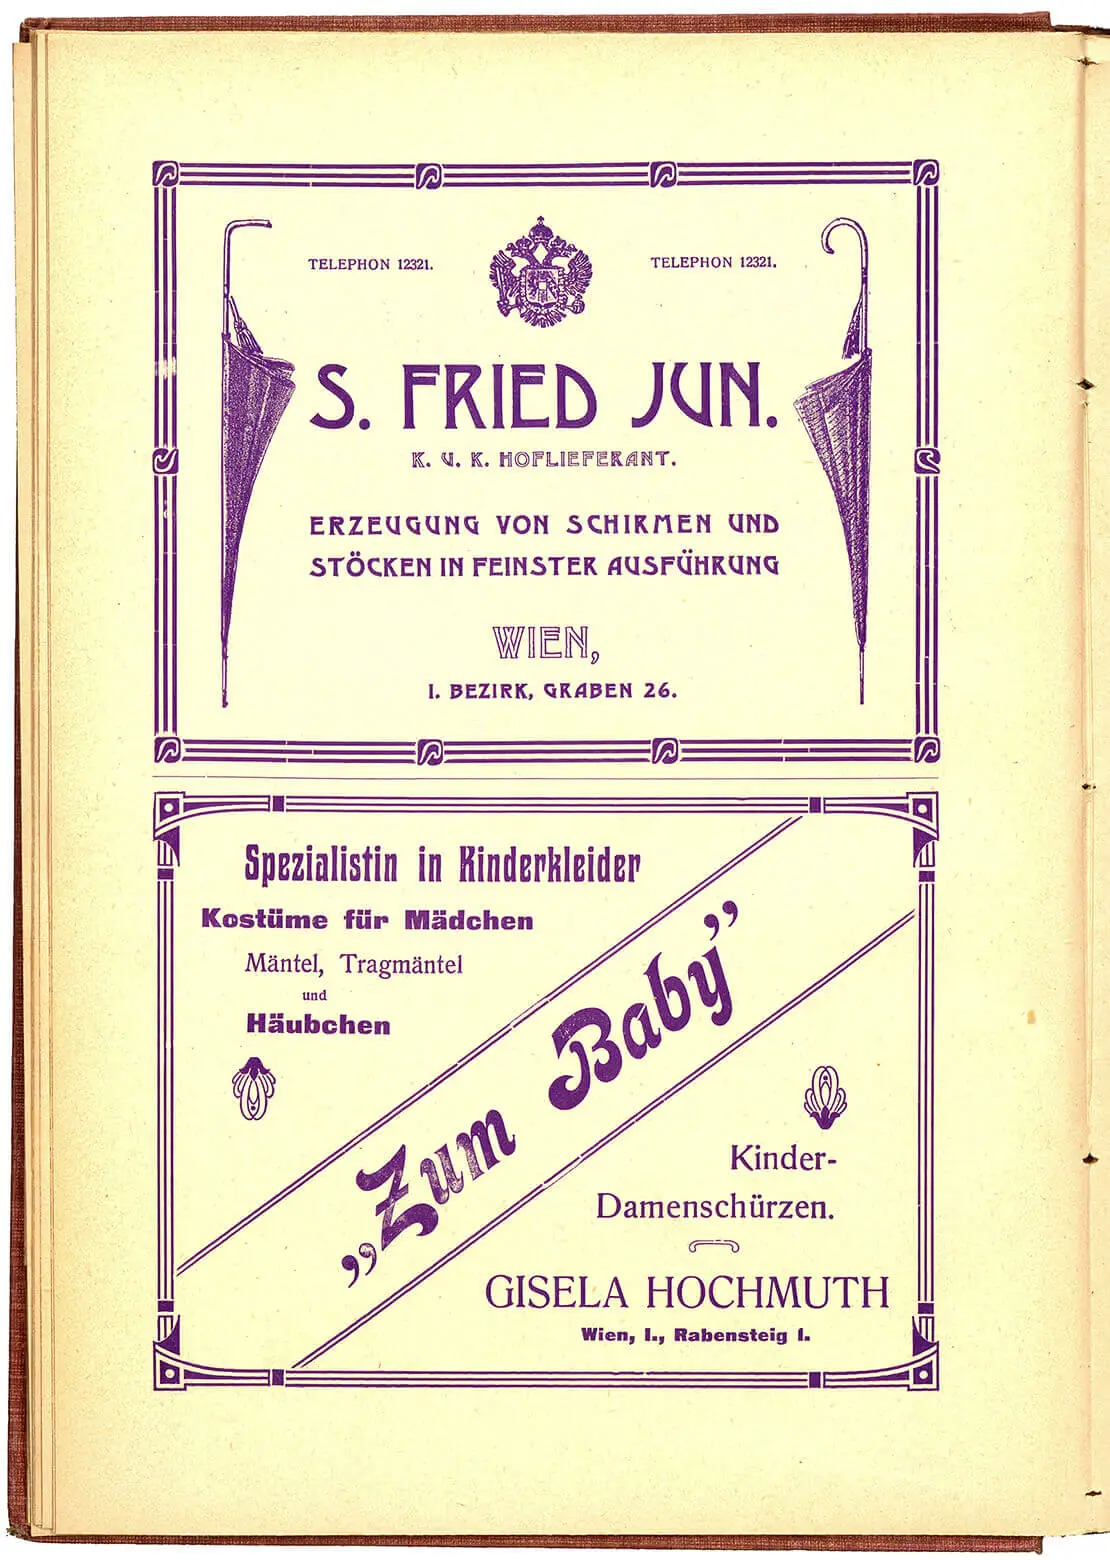 TELEPHON 12321.
TELEPHON 12321.
S. FRIED JUN.
K. U. K. HOFLIEFERANT.
ERZEUGUNG VON SCHIRMEN UND
STÖCKEN IN FEINSTER AUSFÜHRUNG
WIEN,
I. BEZIRK, GRABEN 26.
Spezialistin in Kinderkleider
Kostüme für Mädchen
Mäntel, Tragmäntel
und
Häubchen
„Zum Baby”
Kinder-
Damenschürzen.
GISELA HOCHMUTH
Wien, I., Rabensteig 1.